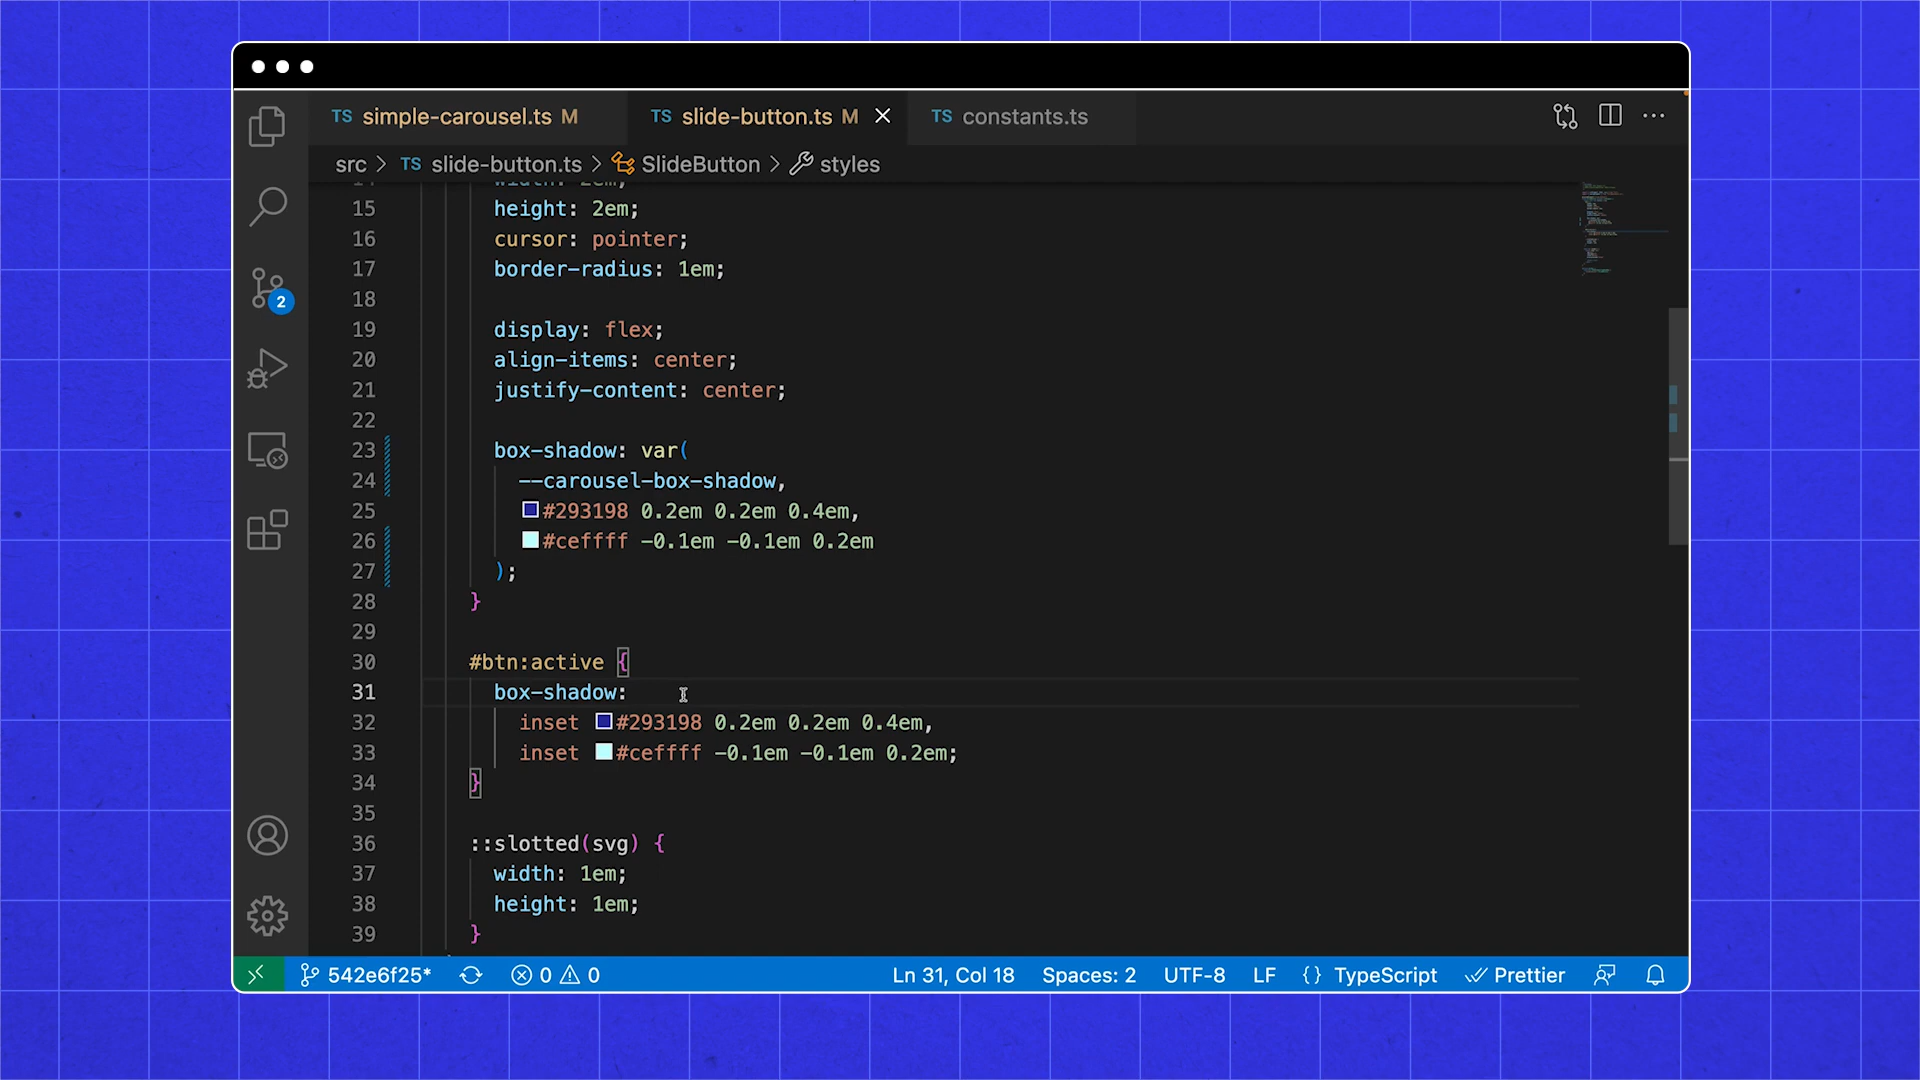 TS simple-carousel.ts M TS slide-button.ts M TS constants.ts
src > TS slide-button.ts > SlideButton > styles
14 width: 2em;
15 height: 2em;
16 cursor: pointer;
17 border-radius: 1em;
18
19 display: flex;
20 align-items: center;
21 justify-content: center;
22
23 box-shadow: var(
24 --carousel-box-shadow,
25 #293198 0.2em 0.2em 0.4em,
26 #ceffff -0.1em -0.1em 0.2em
27 );
28 }
29
30 #btn:active {
31 box-shadow:
32 inset #293198 0.2em 0.2em 0.4em,
33 inset #ceffff -0.1em -0.1em 0.2em;
34 }
35
36 ::slotted(svg) {
37 width: 1em;
38 height: 1em;
39 }
2
542e6f25* 0 0 Ln 31, Col 18 Spaces: 2 UTF-8 LF {} TypeScript Prettier